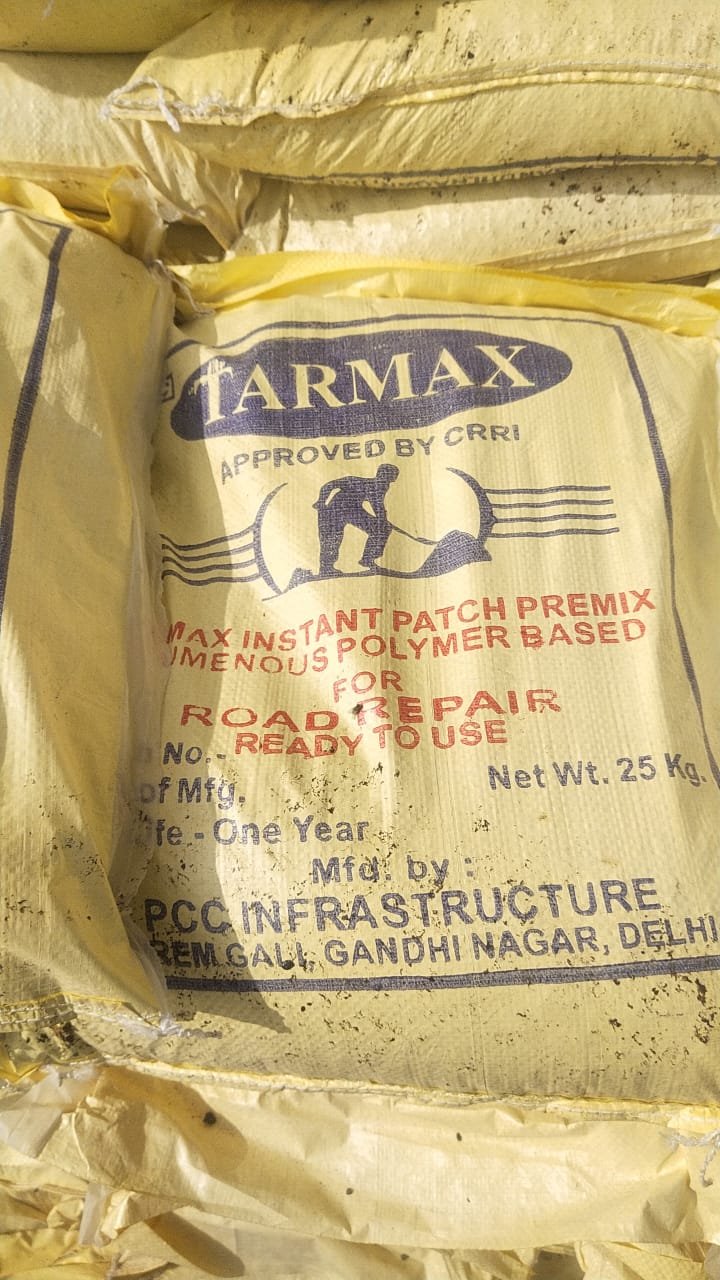 TARMAX
APPROVED BY CRRI
MAX INSTANT PATCH PREMIX
UMENOUS POLYMER BASED
FOR
ROAD REPAIR
READY TO USE
No.-
of Mfg.
Net Wt. 25 Kg.
ife - One Year
Mfd. by :
PCC INFRASTRUCTURE
REM GALI, GANDHI NAGAR, DELHI